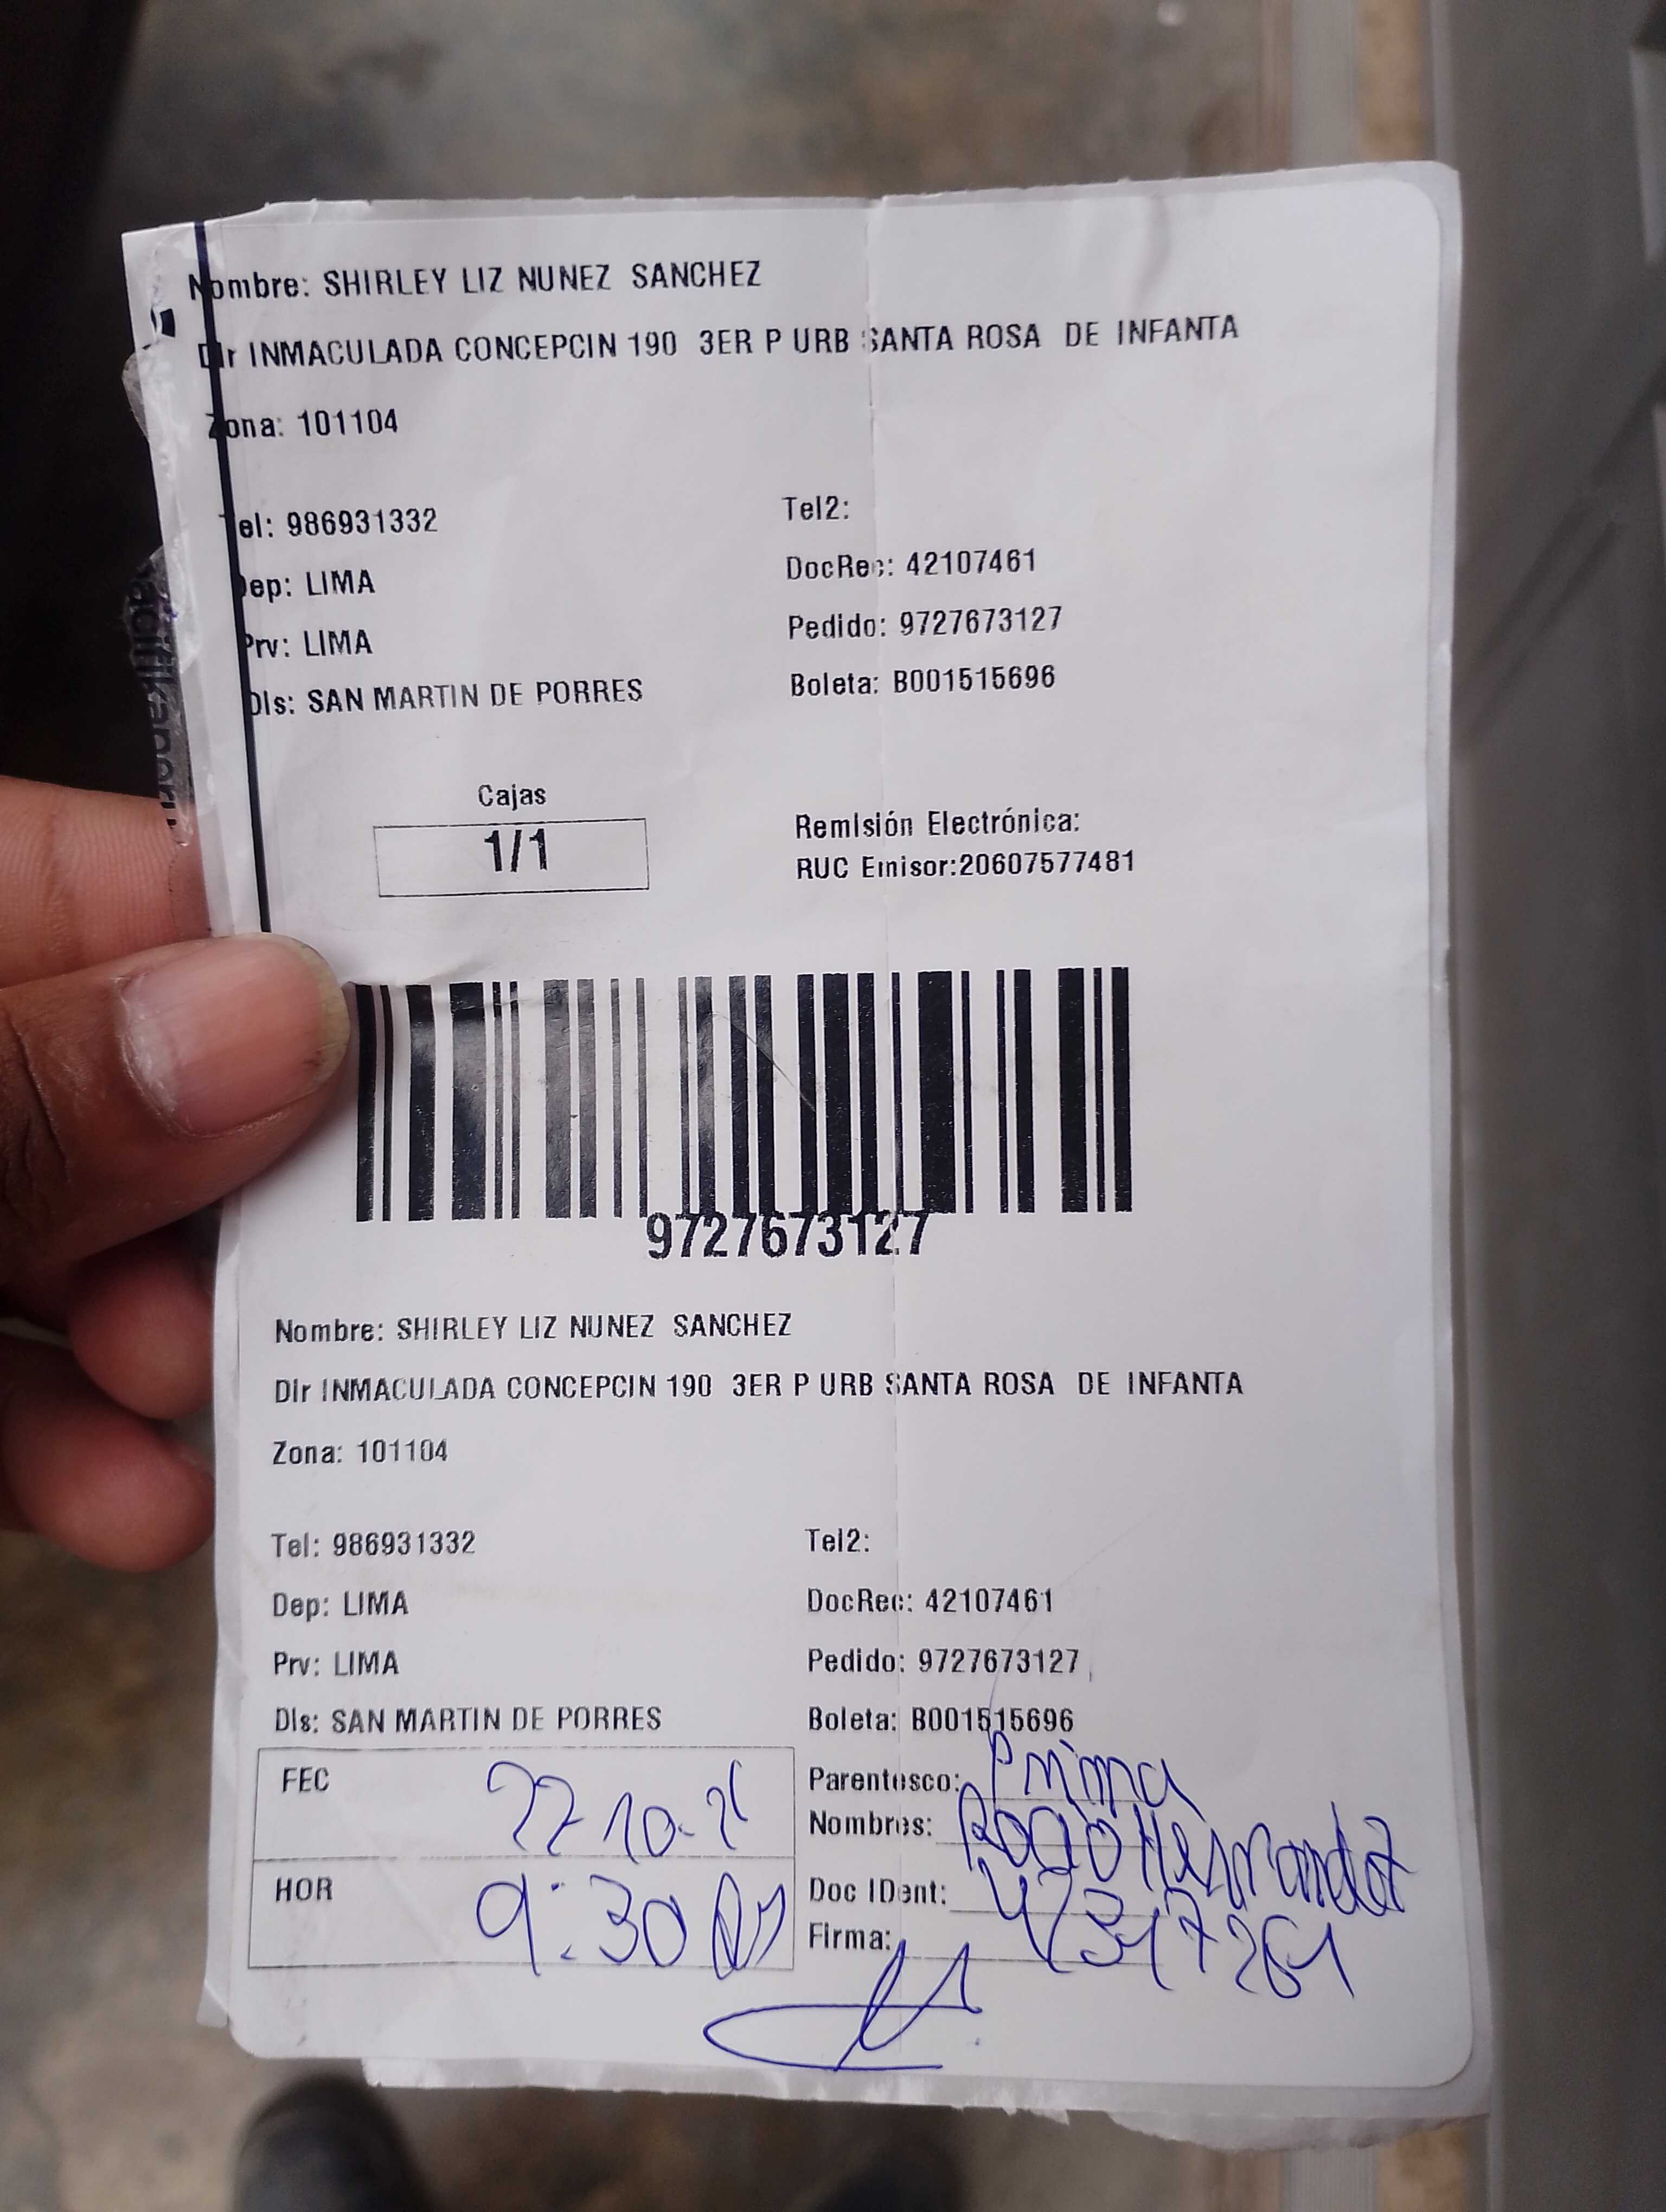 Nombre: SHIRLEY LIZ NUNEZ SANCHEZ
Dir INMACULADA CONCEPCIN 190 3ER P URB SANTA ROSA DE INFANTA
Zona: 101104
Tel: 986931332 Tel2:
Dep: LIMA DocRec: 42107461
Prv: LIMA Pedido: 9727673127
DIs: SAN MARTIN DE PORRES Boleta: B001515696
Cajas
1/1
Remisión Electrónica:
RUC Emisor:20607577481
9727673127
Nombre: SHIRLEY LIZ NUNEZ SANCHEZ
Dir INMACULADA CONCEPCIN 190 3ER P URB SANTA ROSA DE INFANTA
Zona: 101104
Tel: 986931332 Tel2:
Dep: LIMA DocRec: 42107461
Prv: LIMA Pedido: 9727673127
DIs: SAN MARTIN DE PORRES Boleta: B001515696
FEC 22-10-
HOR 9:30
Parentesco: Prima
Nombres: Rocio Hernandez
Doc IDent:
Firma: